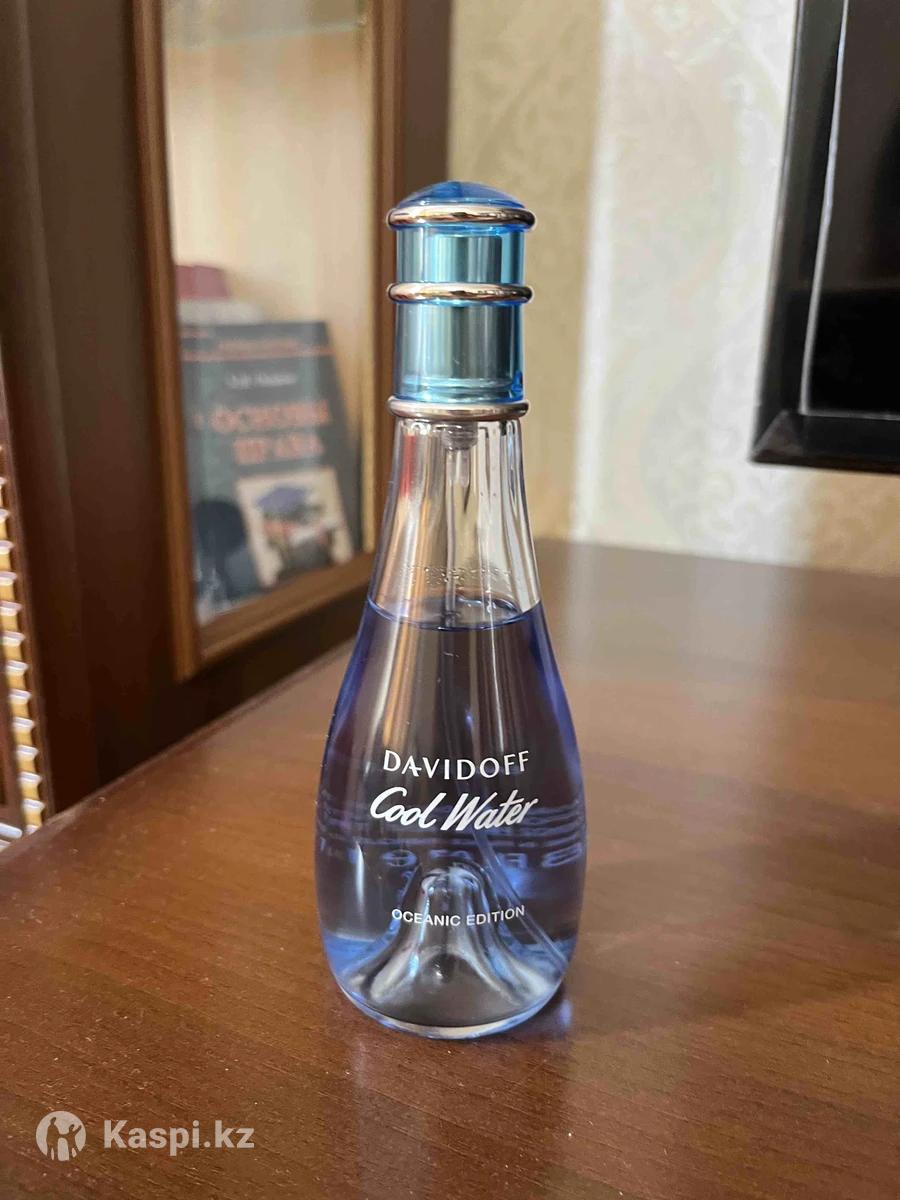 ОСНОВЫ
ПРАВА
DAVIDOFF
Cool Water
OCEANIC EDITION
Kaspi.kz